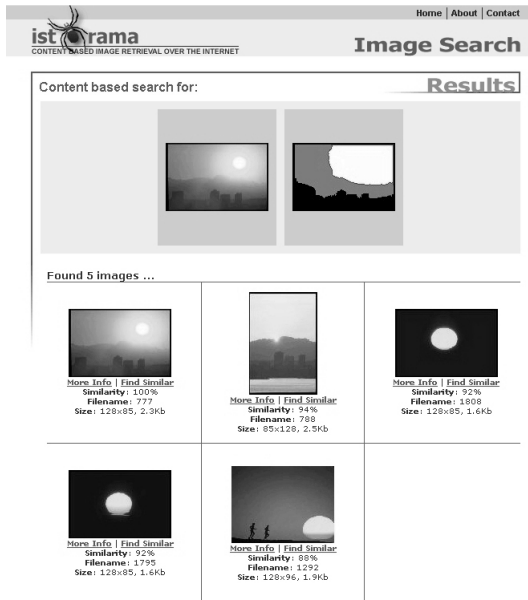 Home | About | Contact
istorama
CONTENT BASED IMAGE RETRIEVAL OVER THE INTERNET
Image Search
Content based search for:
Results
Found 5 images ...
More Info | Find Similar
Similarity: 100%
Filename: 777
Size: 128x85, 2.3Kb
More Info | Find Similar
Similarity: 94%
Filename: 788
Size: 85x128, 2.5Kb
More Info | Find Similar
Similarity: 92%
Filename: 1808
Size: 128x85, 1.6Kb
More Info | Find Similar
Similarity: 92%
Filename: 1795
Size: 128x85, 1.6Kb
More Info | Find Similar
Similarity: 88%
Filename: 1292
Size: 128x96, 1.9Kb